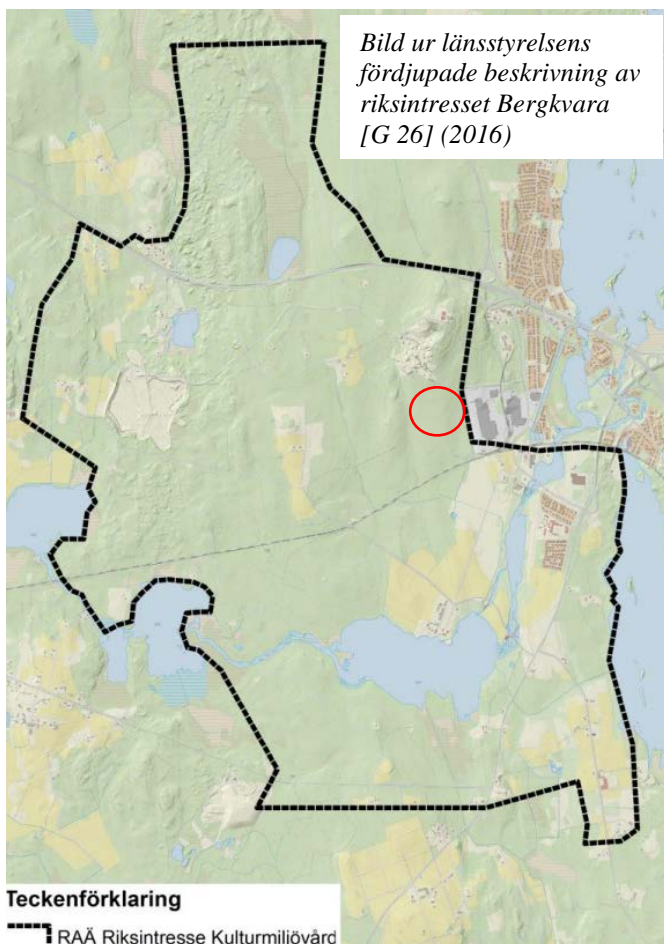 Bild ur länsstyrelsens
fördjupade beskrivning av
riksintresset Bergkvara
[G 26] (2016)
Teckenförklaring
RAÄ Riksintresse Kulturmiljövård